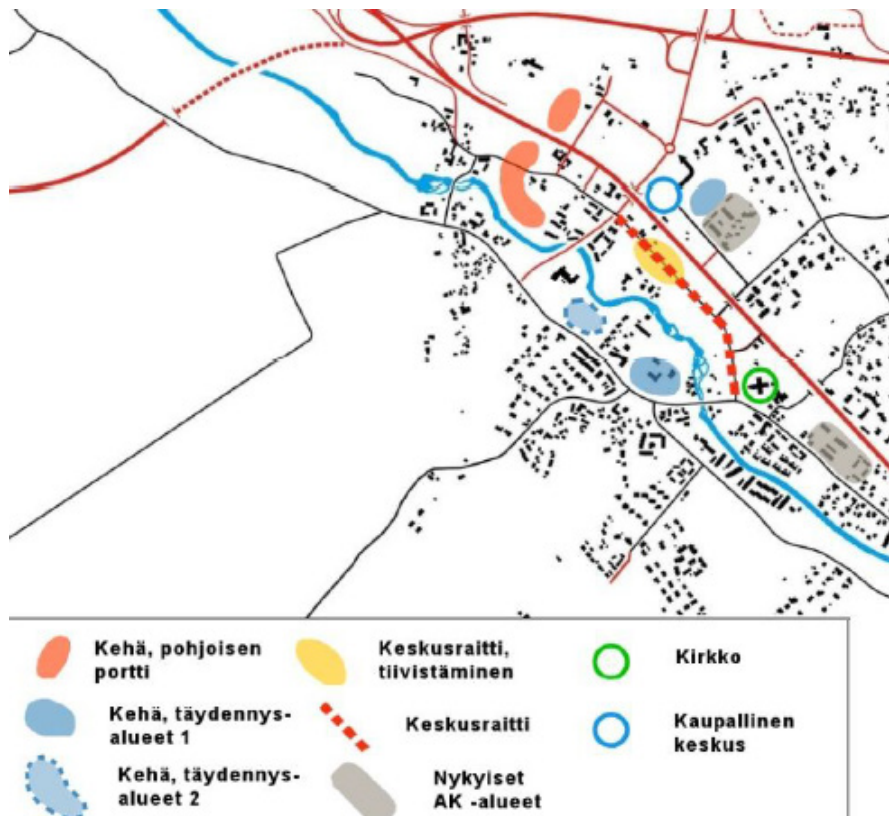 Kehä, pohjoisen
portti
Keskusraitti,
tiivistäminen
Kirkko
Kehä, täydennys-
alueet 1
Keskusraitti
Kaupallinen
keskus
Kehä, täydennys-
alueet 2
Nykyiset
AK -alueet